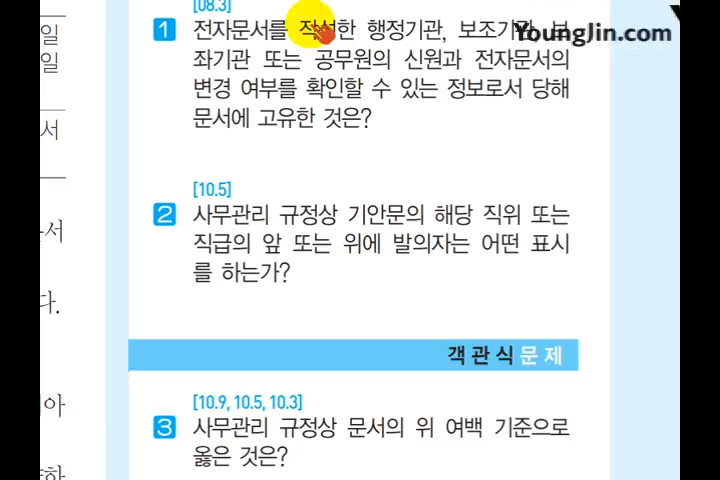 [08.3]
YoungJin.com
1 전자문서를 작성한 행정기관, 보조기관, 보
좌기관 또는 공무원의 신원과 전자문서의
변경 여부를 확인할 수 있는 정보로서 당해
문서에 고유한 것은?
[10.5]
2 사무관리 규정상 기안문의 해당 직위 또는
직급의 앞 또는 위에 발의자는 어떤 표시
를 하는가?
객관식문제
[10.9, 10.5, 10.3]
3 사무관리 규정상 문서의 위 여백 기준으로
옳은 것은?
일
일
서
서
다.
아